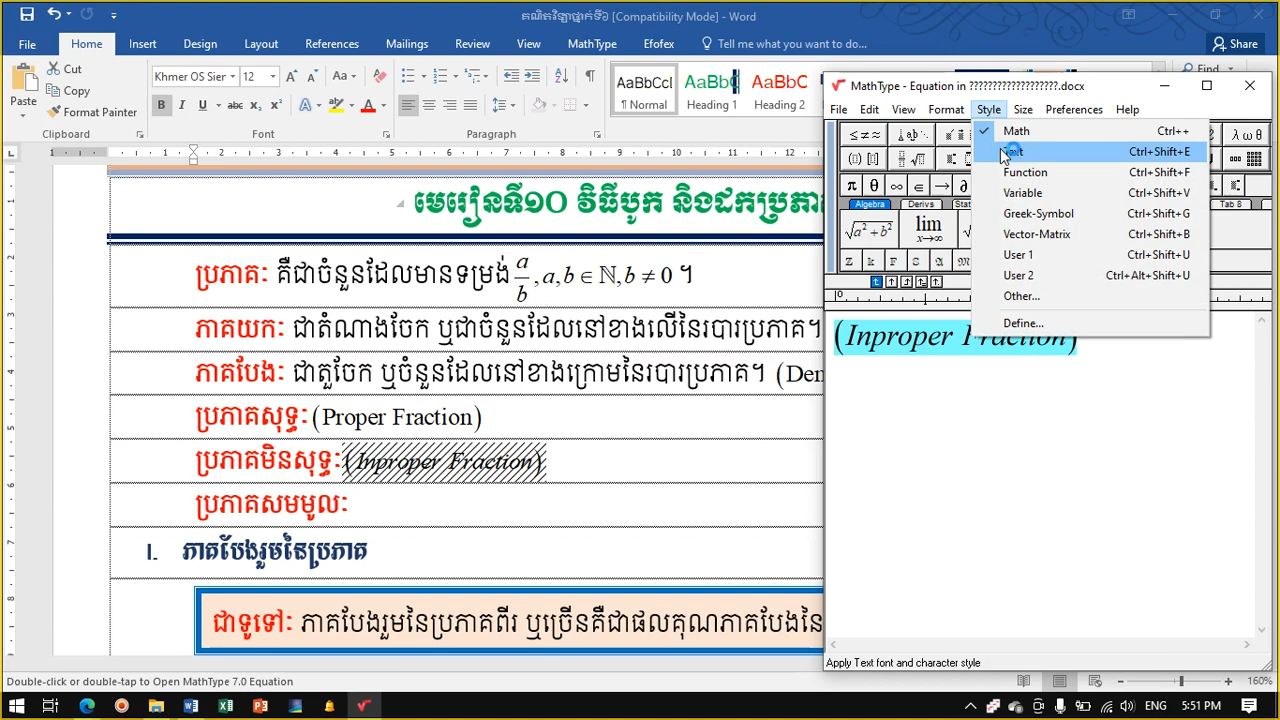 គណិតវិទ្យាថ្នាក់ទី៦ [Compatibility Mode] - Word
File Home Insert Design Layout References Mailings Review View MathType Efofex Tell me what you want to do... Share
Paste Cut Copy Format Painter
Clipboard
Khmer OS Sier 12 Aa
B I U abc
Font
Paragraph
AaBbCcI ¶ Normal
AaBbC Heading 1
AaBbCc Heading 2
Find
MathType - Equation in ???????????????????.docx
File Edit View Format Style Size Preferences Help
Math Ctrl++
Text Ctrl+Shift+E
Function Ctrl+Shift+F
Variable Ctrl+Shift+V
Greek-Symbol Ctrl+Shift+G
Vector-Matrix Ctrl+Shift+B
User 1 Ctrl+Shift+U
User 2 Ctrl+Alt+Shift+U
Other...
Define...
Algebra Derivs Tab 8
(Inproper Fraction)
Apply Text font and character style
មេរៀនទី១០ វិធីបូក និងដកប្រភាគ
ប្រភាគ: គឺជាចំនួនដែលមានទម្រង់ a/b , a, b ∈ ℕ, b ≠ 0 ។
ភាគយក: ជាតំណាងចែក ឬជាចំនួនដែលនៅខាងលើនៃរបារប្រភាគ។
ភាគបែង: ជាតួចែក ឬចំនួនដែលនៅខាងក្រោមនៃរបារប្រភាគ។ (Den
ប្រភាគសុទ្ធ: (Proper Fraction)
ប្រភាគមិនសុទ្ធ: (Inproper Fraction)
ប្រភាគសមមូល:
I. ភាគបែងរួមនៃប្រភាគ
ជាទូទៅ: ភាគបែងរួមនៃប្រភាគពីរ ឬច្រើនគឺជាផលគុណភាគបែងនៃ
Double-click or double-tap to Open MathType 7.0 Equation
160%
ENG 5:51 PM